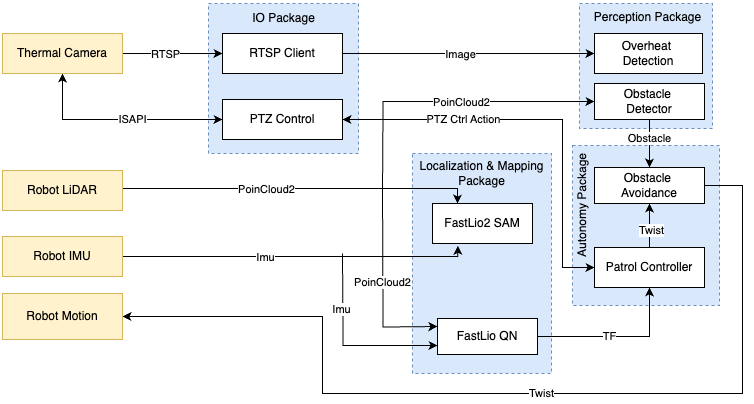 IO Package
Perception Package
Thermal Camera
RTSP
RTSP Client
Image
Overheat
Detection
PoinCloud2
Obstacle
Detector
ISAPI
PTZ Control
PTZ Ctrl Action
Obstacle
Localization & Mapping
Package
Autonomy Package
Robot LiDAR
PoinCloud2
Obstacle
Avoidance
FastLio2 SAM
Twist
Robot IMU
Imu
Patrol Controller
PoinCloud2
Imu
Robot Motion
FastLio QN
TF
Twist